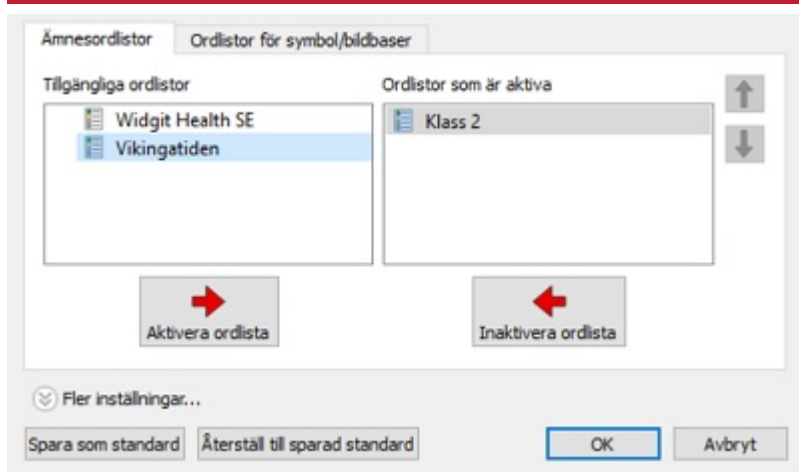 Ämnesordlistor
Ordlistor för symbol/bildbaser
Tillgängliga ordlistor
Ordlistor som är aktiva
Widgit Health SE
Vikingatiden
Klass 2
Aktivera ordlista
Inaktivera ordlista
Fler inställningar...
Spara som standard
Återställ till sparad standard
OK
Avbryt